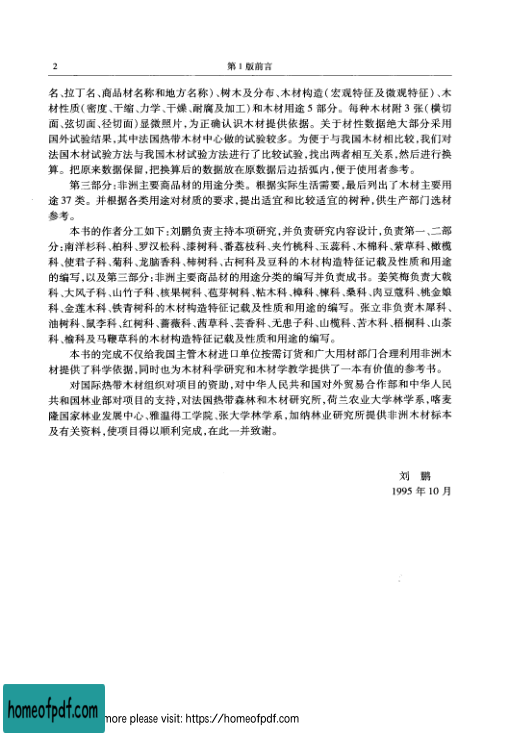 2
第1版前言
名、拉丁名、商品材名称和地方名称)、树木及分布、木材构造(宏观特征及微观特征)、木
材性质(密度、干缩、力学、干燥、耐腐及加工)和木材用途5部分。每种木材附3张(横切
面、弦切面、径切面)显微照片,为正确认识木材提供依据。关于材性数据绝大部分采用
国外试验结果,其中法国热带木材中心做的试验较多。为便于与我国木材相比较,我们对
法国木材试验方法与我国木材试验方法进行了比较试验,找出两者相互关系,然后进行换
算。把原来数据保留,把换算后的数据放在原数据后边括弧内,便于使用者参考。
第三部分:非洲主要商品材的用途分类。根据实际生活需要,最后列出了木材主要用
途37类。并根据各类用途对材质的要求,提出适宜和比较适宜的树种,供生产部门选材
参考。
本书的作者分工如下:刘鹏负责主持本项研究,并负责研究内容设计,负责第一、二部
分:南洋杉科、柏科、罗汉松科、漆树科、番荔枝科、夹竹桃科、玉蕊科、木棉科、紫草科、橄榄
科、使君子科、菊科、龙脑香科、柿树科、古柯科及豆科的木材构造特征记载及性质和用途
的编写,以及第三部分:非洲主要商品材的用途分类的编写并负责成书。姜笑梅负责大戟
科、大风子科、山竹子科、核果树科、苞芽树科、粘木科、樟科、楝科、桑科、肉豆蔻科、桃金娘
科、金莲木科、铁青树科的木材构造特征记载及性质和用途的编写。张立非负责木犀科、
油树科、鼠李科、红树科、蔷薇科、茜草科、芸香科、无患子科、山榄科、苦木科、梧桐科、山茶
科、椴科及马鞭草科的木材构造特征记载及性质和用途的编写。
本书的完成不仅给我国主管木材进口单位按需订货和广大用材部门合理利用非洲木
材提供了科学依据,同时也为木材科学研究和木材学教学提供了一本有价值的参考书。
对国际热带木材组织对项目的资助,对中华人民共和国对外贸易合作部和中华人民
共和国林业部对项目的支持,对法国热带森林和木材研究所,荷兰农业大学林学系,喀麦
隆国家林业发展中心、雅温得工学院、张大学林学系,加纳林业研究所提供非洲木材标本
及有关资料,使项目得以顺利完成,在此一并致谢。
刘 鹏
1995年10月
homeofpdf.com
more please visit: https://homeofpdf.com